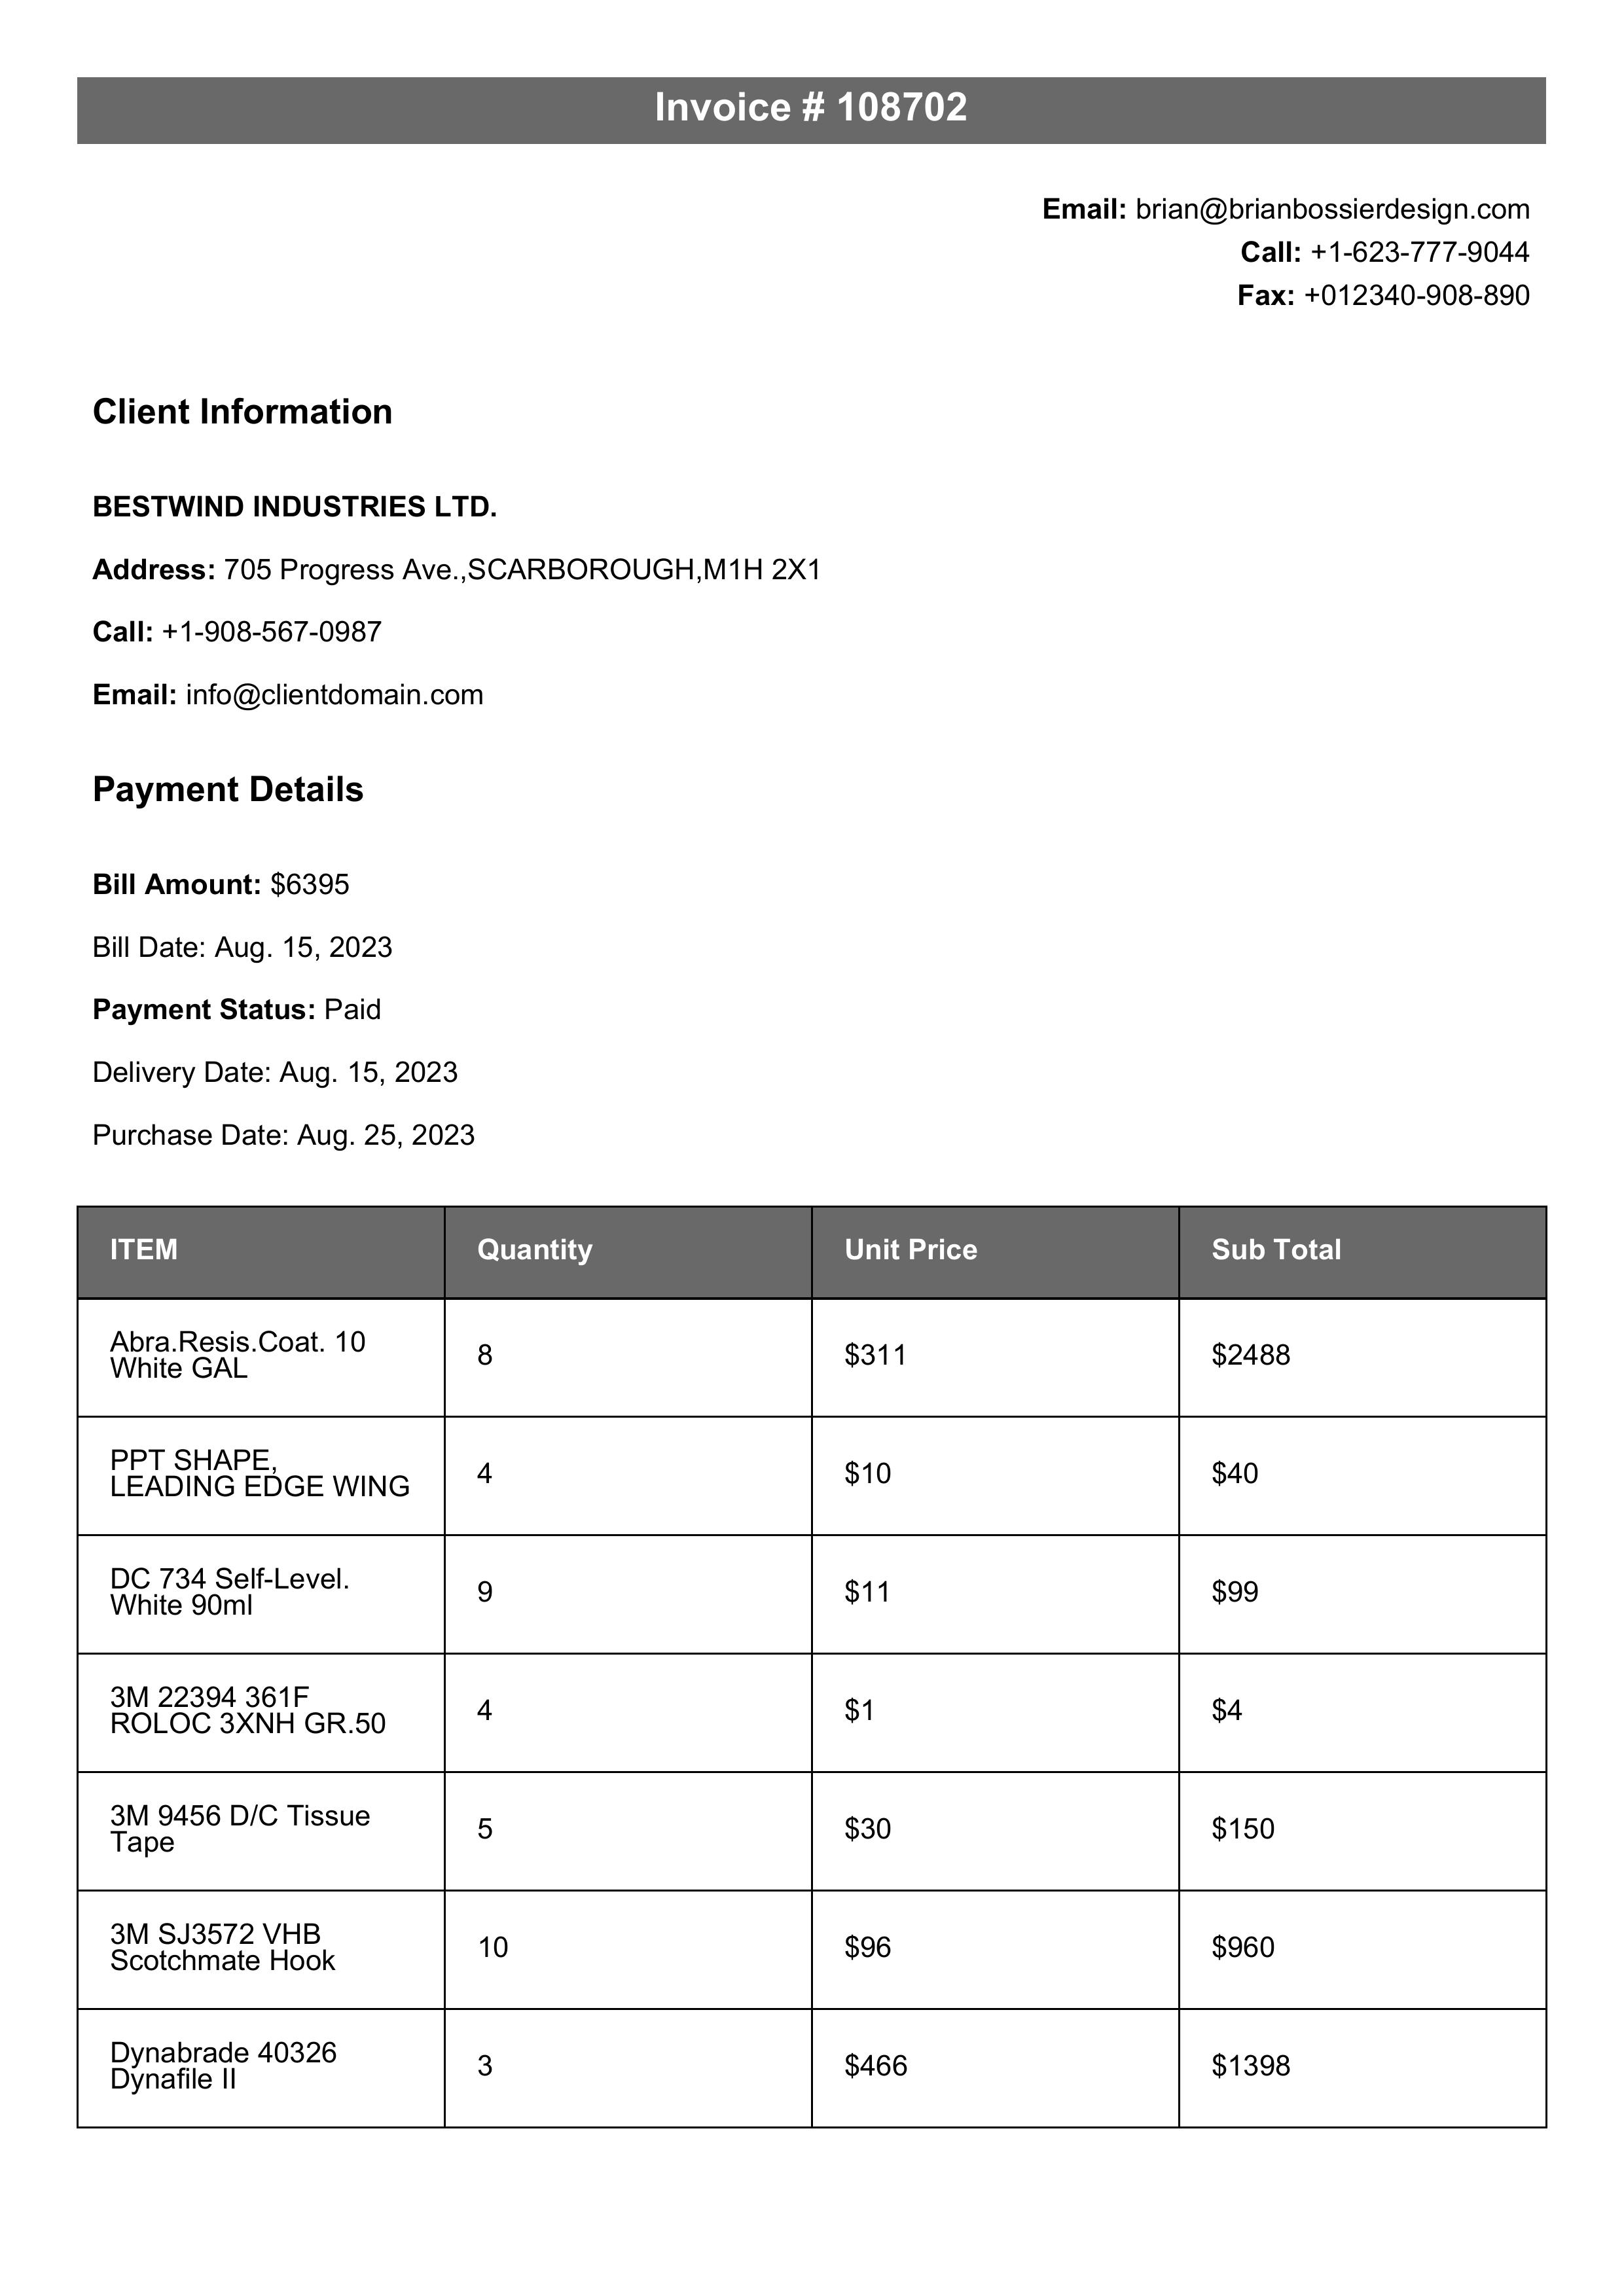 Invoice # 108702
Email: brian@brianbossierdesign.com
Call: +1-623-777-9044
Fax: +012340-908-890
Client Information
BESTWIND INDUSTRIES LTD.
Address: 705 Progress Ave.,SCARBOROUGH,M1H 2X1
Call: +1-908-567-0987
Email: info@clientdomain.com
Payment Details
Bill Amount: $6395
Bill Date: Aug. 15, 2023
Payment Status: Paid
Delivery Date: Aug. 15, 2023
Purchase Date: Aug. 25, 2023
ITEM Quantity Unit Price Sub Total
Abra.Resis.Coat. 10
White GAL 8 $311 $2488
PPT SHAPE,
LEADING EDGE WING 4 $10 $40
DC 734 Self-Level.
White 90ml 9 $11 $99
3M 22394 361F
ROLOC 3XNH GR.50 4 $1 $4
3M 9456 D/C Tissue
Tape 5 $30 $150
3M SJ3572 VHB
Scotchmate Hook 10 $96 $960
Dynabrade 40326
Dynafile II 3 $466 $1398